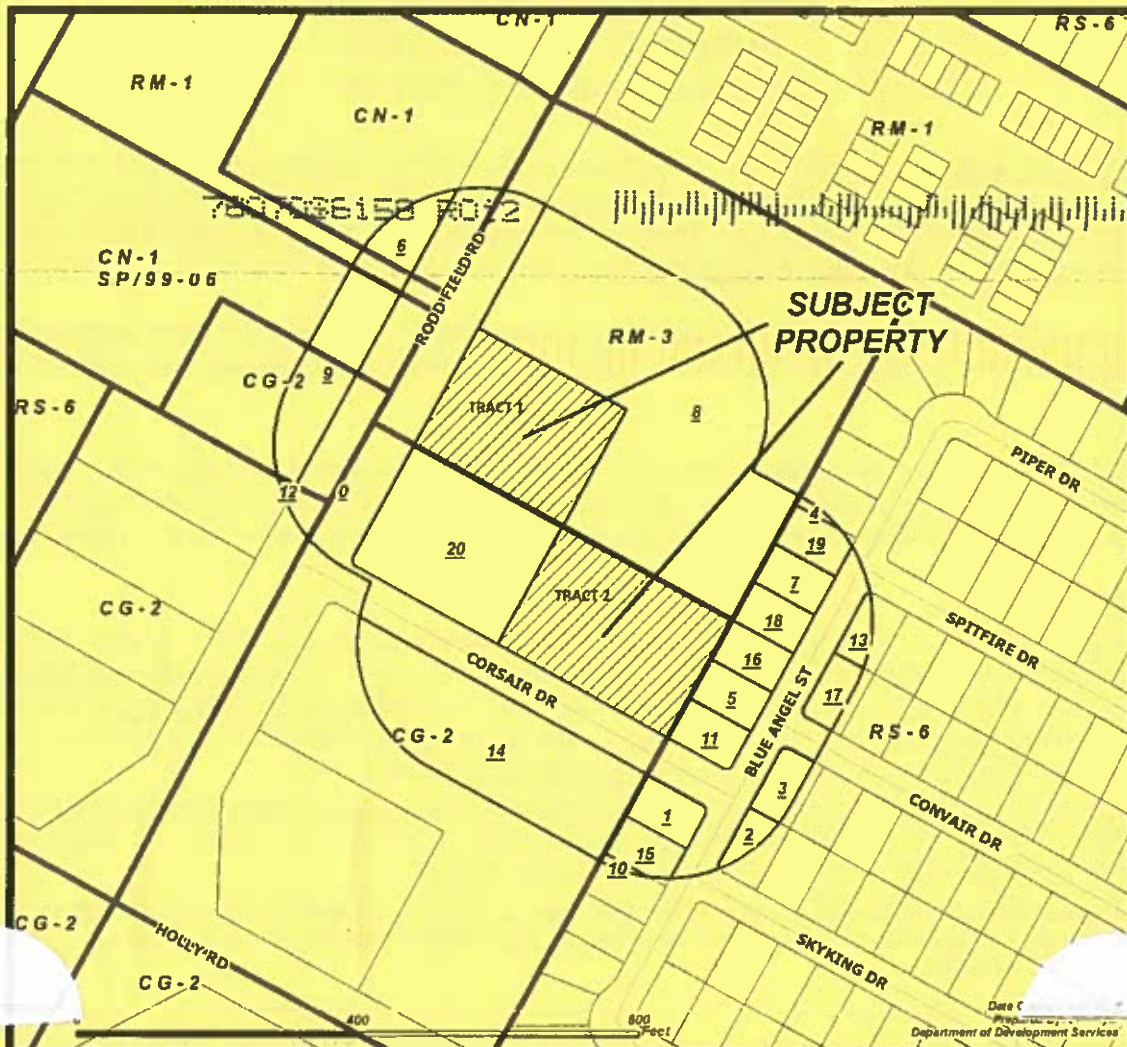 CN-1
RS-6
RM-1
CN-1
RM-1
6
CN-1
SP/99-06
RODD FIELD RD
SUBJECT
PROPERTY
RM-3
CG-2
9
RS-6
TRACT 1
8
PIPER DR
12
0
4
19
20
7
CG-2
TRACT 2
18
13
SPITFIRE DR
16
CORSAIR DR
5
17
BLUE ANGEL ST
RS-6
11
CG-2
14
3
CONVAIR DR
1
2
15
10
CG-2
HOLLY RD
SKYKING DR
CG-2
0
400
800
Feet
Department of Development Services